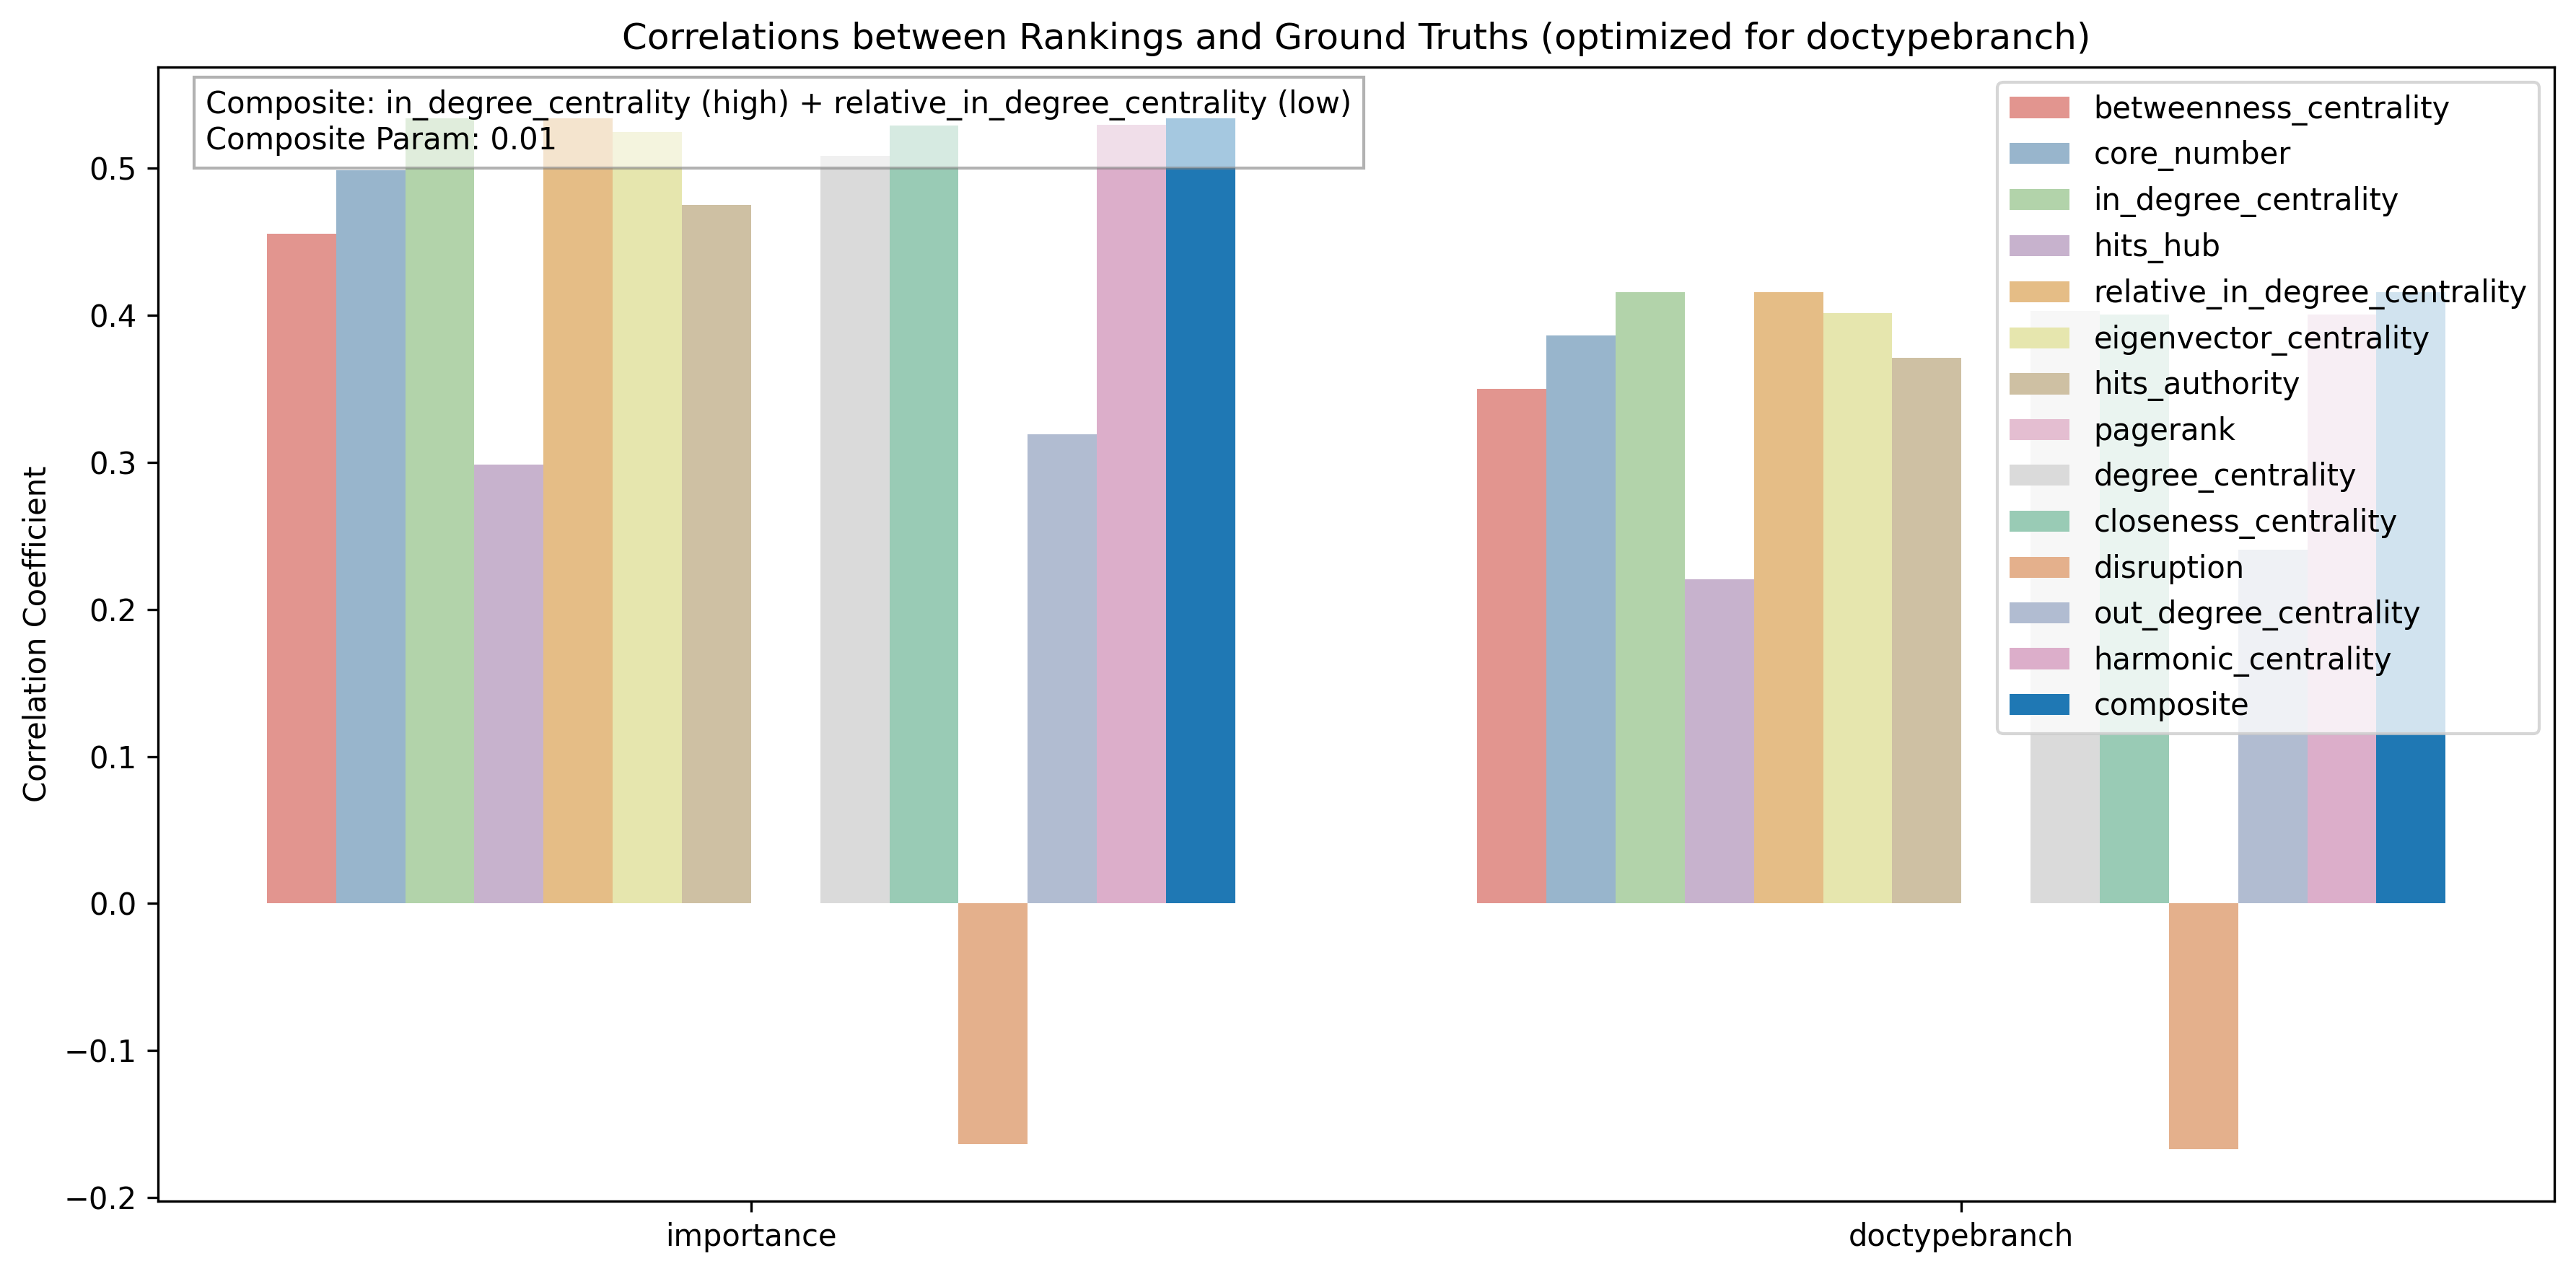 Correlations between Rankings and Ground Truths (optimized for doctypebranch)
Composite: in_degree_centrality (high) + relative_in_degree_centrality (low)
Composite Param: 0.01
betweenness_centrality
core_number
in_degree_centrality
hits_hub
relative_in_degree_centrality
eigenvector_centrality
hits_authority
pagerank
degree_centrality
closeness_centrality
disruption
out_degree_centrality
harmonic_centrality
composite
Correlation Coefficient
0.5
0.4
0.3
0.2
0.1
0.0
−0.1
−0.2
importance
doctypebranch